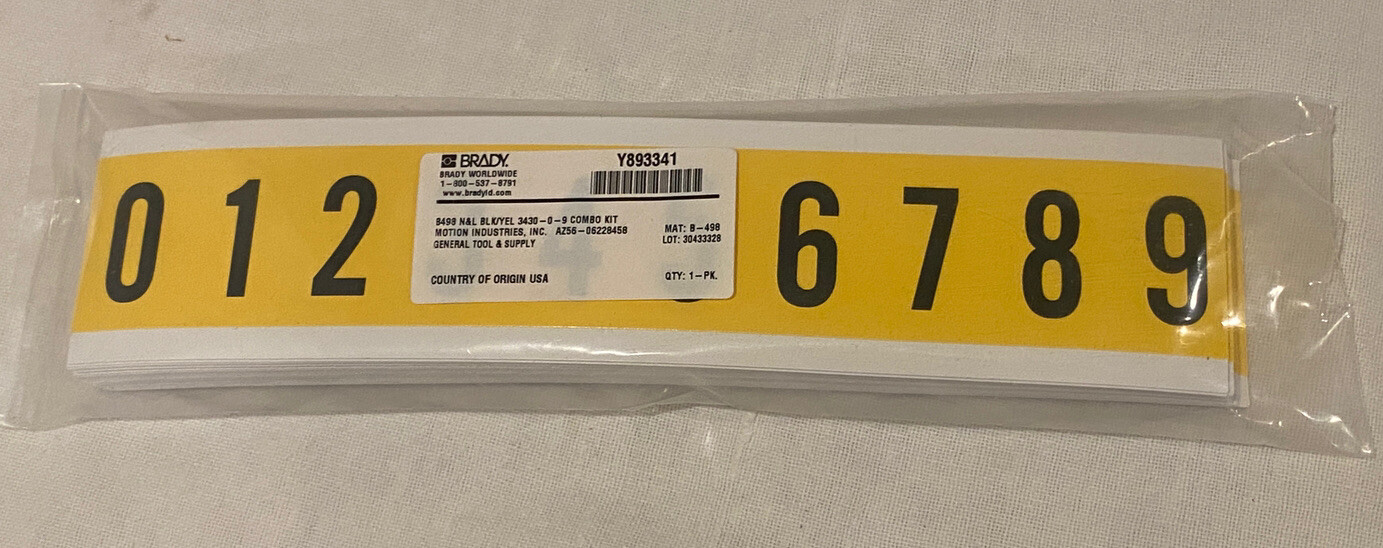 0 1 2 6 7 8 9
BRADY.
BRADY WORLDWIDE
1-800-537-8791
www.bradyid.com
Y893341
B498 N&L BLK/YEL 3430-0-9 COMBO KIT
MOTION INDUSTRIES, INC. AZ56-06228458
GENERAL TOOL & SUPPLY
MAT: B-498
LOT: 30433328
COUNTRY OF ORIGIN USA
QTY: 1-PK.